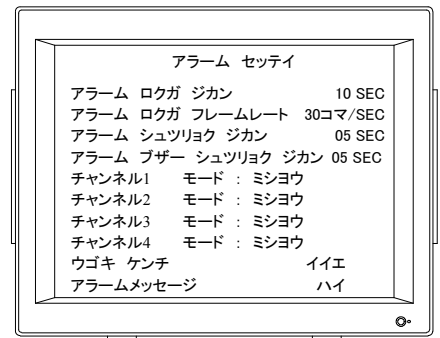 アラーム セッテイ
アラーム ロクガ ジカン 10 SEC
アラーム ロクガ フレームレート 30コマ/SEC
アラーム シュツリョク ジカン 05 SEC
アラーム ブザー シュツリョク ジカン 05 SEC
チャンネル1 モード : ミショウ
チャンネル2 モード : ミショウ
チャンネル3 モード : ミショウ
チャンネル4 モード : ミショウ
ウゴキ ケンチ イイエ
アラームメッセージ ハイ